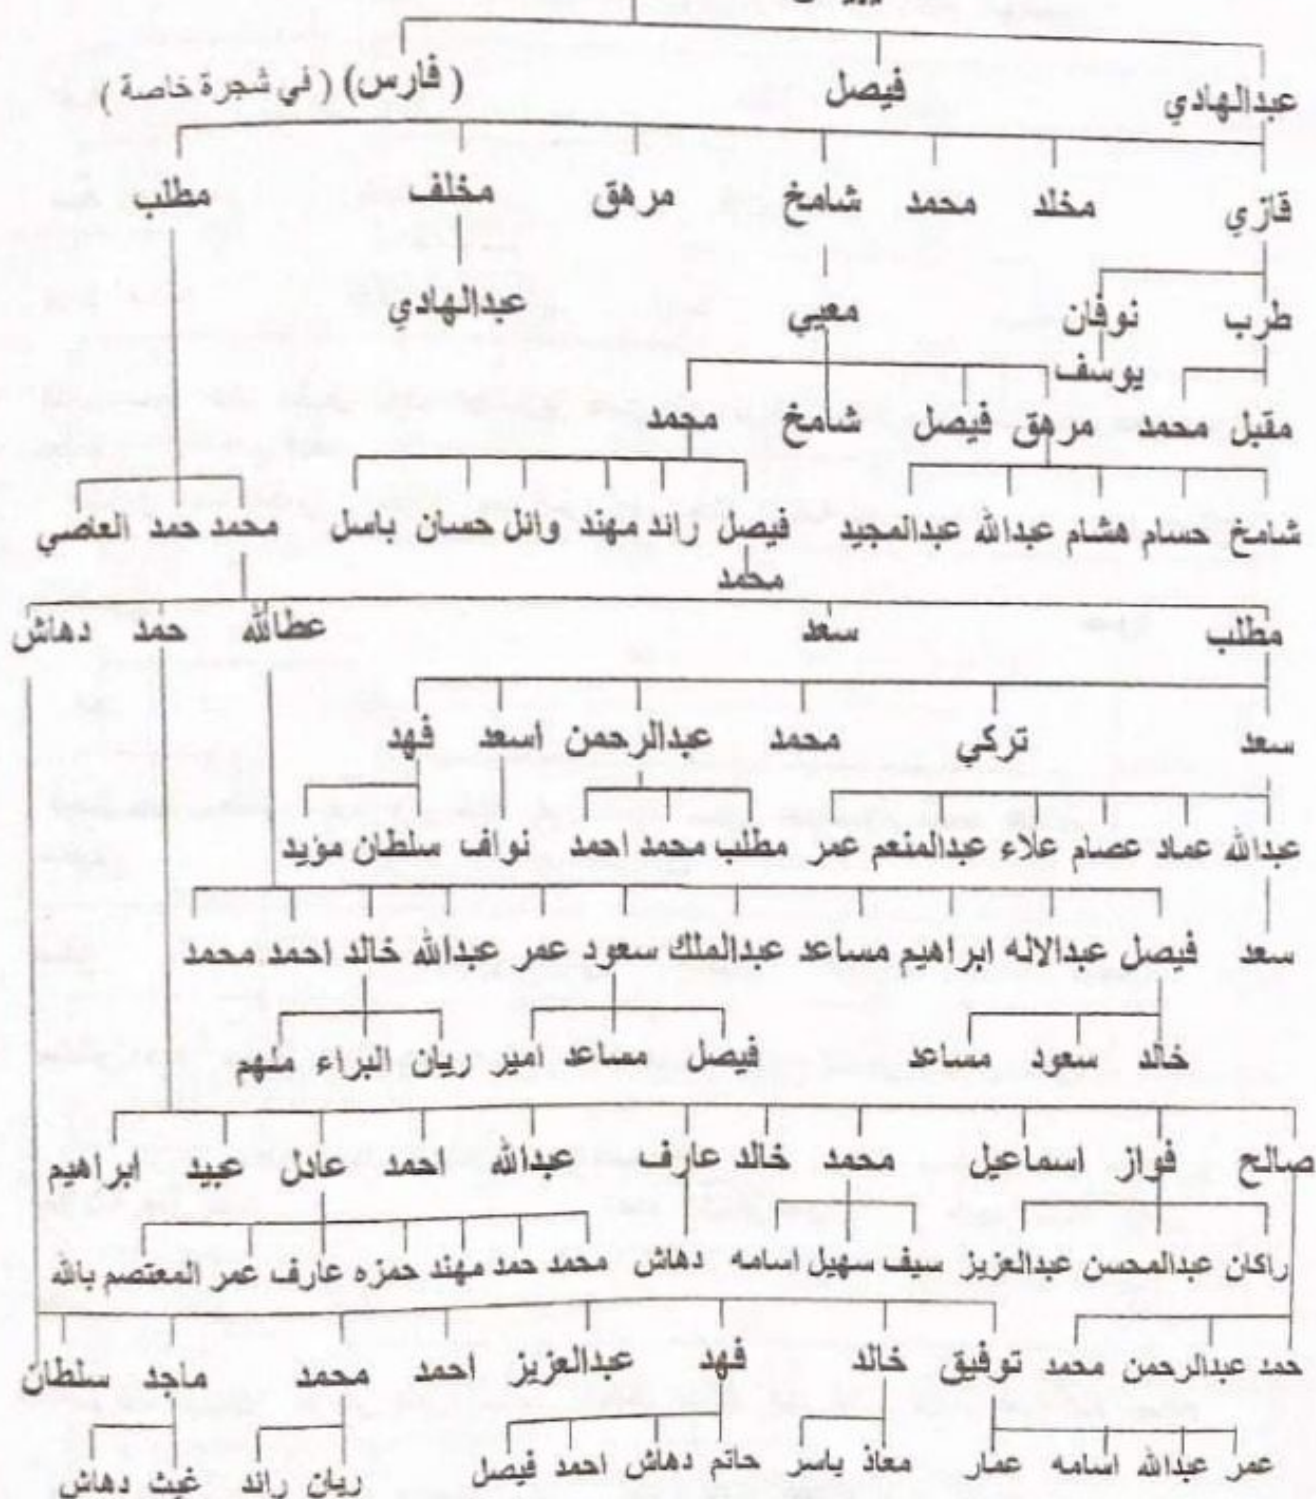 عبدالهادي فيصل (فارس) (في شجرة خاصة)
قازي مخلد محمد شامخ مرهق مخلف مطلب
طرب نوفان معيي عبدالهادي
يوسف
مقبل محمد مرهق فيصل شامخ محمد
شامخ حسام هشام عبدالله عبدالمجيد فيصل رائد مهند وائل حسان باسل محمد حمد العاصي
محمد
مطلب سعد عطالله حمد دهاش
سعد تركي محمد عبدالرحمن اسعد فهد
عبدالله عماد عصام علاء عبدالمنعم عمر مطلب محمد احمد نواف سلطان مؤيد
سعد فيصل عبدالاله ابراهيم مساعد عبدالملك سعود عمر عبدالله خالد احمد محمد
خالد سعود مساعد فيصل مساعد امير ريان البراء ملهم
صالح فواز اسماعيل محمد خالد عارف عبدالله احمد عادل عبيد ابراهيم
راكان عبدالمحسن عبدالعزيز سيف سهيل اسامه دهاش محمد حمد مهند حمزه عارف عمر المعتصم بالله
حمد عبدالرحمن محمد توفيق خالد فهد عبدالعزيز احمد محمد ماجد سلطان
عمر عبدالله اسامه عمار معاذ ياسر حاتم دهاش احمد فيصل ريان رائد غيث دهاش